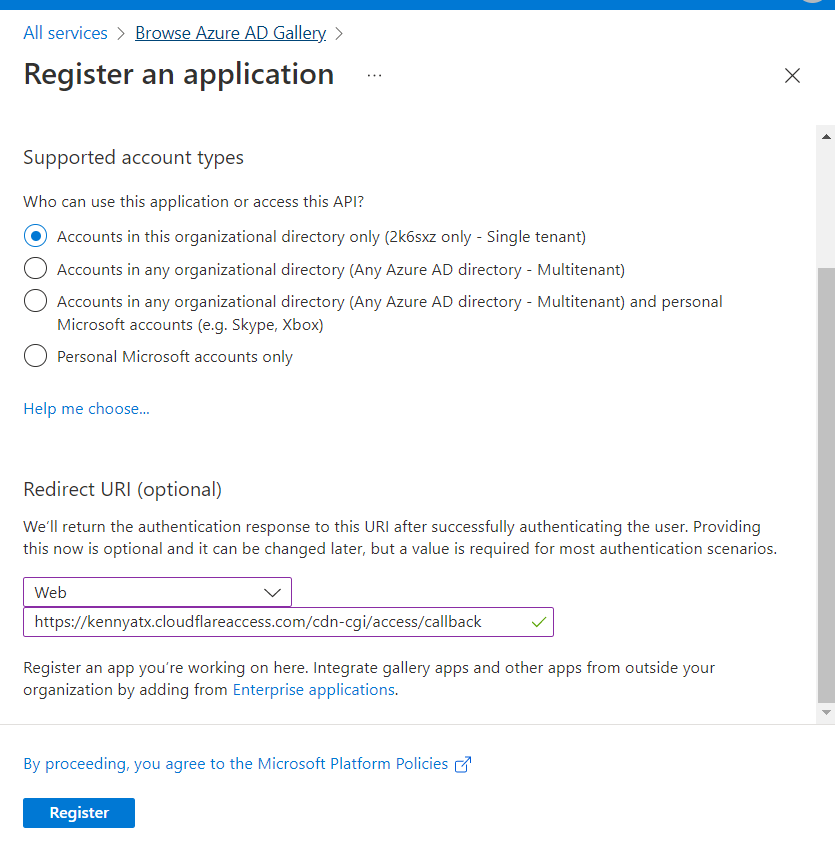 All services > Browse Azure AD Gallery >
Register an application ...
Supported account types
Who can use this application or access this API?
Accounts in this organizational directory only (2k6sxz only - Single tenant)
Accounts in any organizational directory (Any Azure AD directory - Multitenant)
Accounts in any organizational directory (Any Azure AD directory - Multitenant) and personal
Microsoft accounts (e.g. Skype, Xbox)
Personal Microsoft accounts only
Help me choose...
Redirect URI (optional)
We'll return the authentication response to this URI after successfully authenticating the user. Providing
this now is optional and it can be changed later, but a value is required for most authentication scenarios.
Web
https://kennyatx.cloudflareaccess.com/cdn-cgi/access/callback
Register an app you're working on here. Integrate gallery apps and other apps from outside your
organization by adding from Enterprise applications.
By proceeding, you agree to the Microsoft Platform Policies
Register